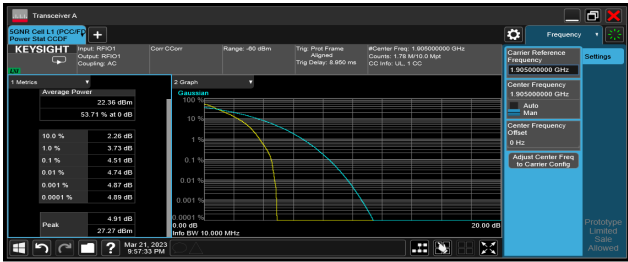 Transceiver A
5GNR Cell L1 (PCC/F
Power Stat CCDF
Frequency
KEYSIGHT
Input: RFIO1
Output: RFIO1
Coupling: AC
Corr CCorr
Range: -60 dBm
Trig: Prot Frame
Aligned
Trig Delay: 8.950 ms
#Center Freq: 1.905000000 GHz
Counts: 1.78 M/10.0 Mpt
CC Info: UL, 1 CC
1 Metrics
Average Power
22.36 dBm
53.71 % at 0 dB
10.0 % 2.26 dB
1.0 % 3.73 dB
0.1 % 4.51 dB
0.01 % 4.74 dB
0.001 % 4.87 dB
0.0001 % 4.89 dB
Peak
4.91 dB
27.27 dBm
2 Graph
Gaussian
100 %
10 %
1 %
0.1 %
0.01 %
0.001 %
0.0001 %
0.00 dB
20.00 dB
Info BW 10.000 MHz
Carrier Reference
Frequency
1.905000000 GHz
Center Frequency
1.905000000 GHz
Auto
Man
Center Frequency
Offset
0 Hz
Adjust Center Freq
to Carrier Config
Settings
Prototype
Limited
Sale
Allowed
?
Mar 21, 2023
9:57:33 PM